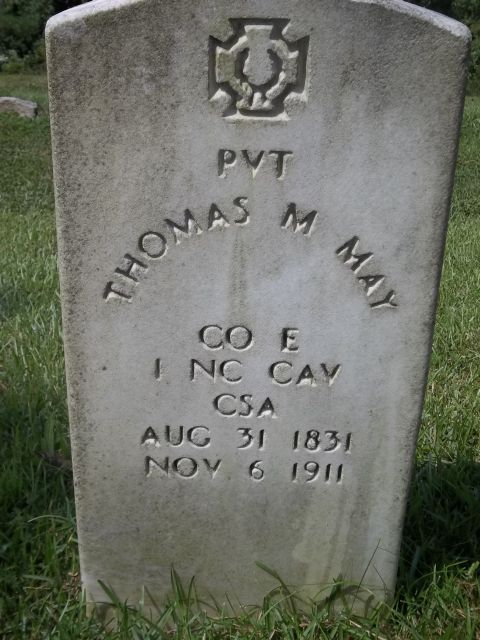 PVT
THOMAS M MAY
CO E
1 NC CAV
CSA
AUG 31 1831
NOV 6 1911